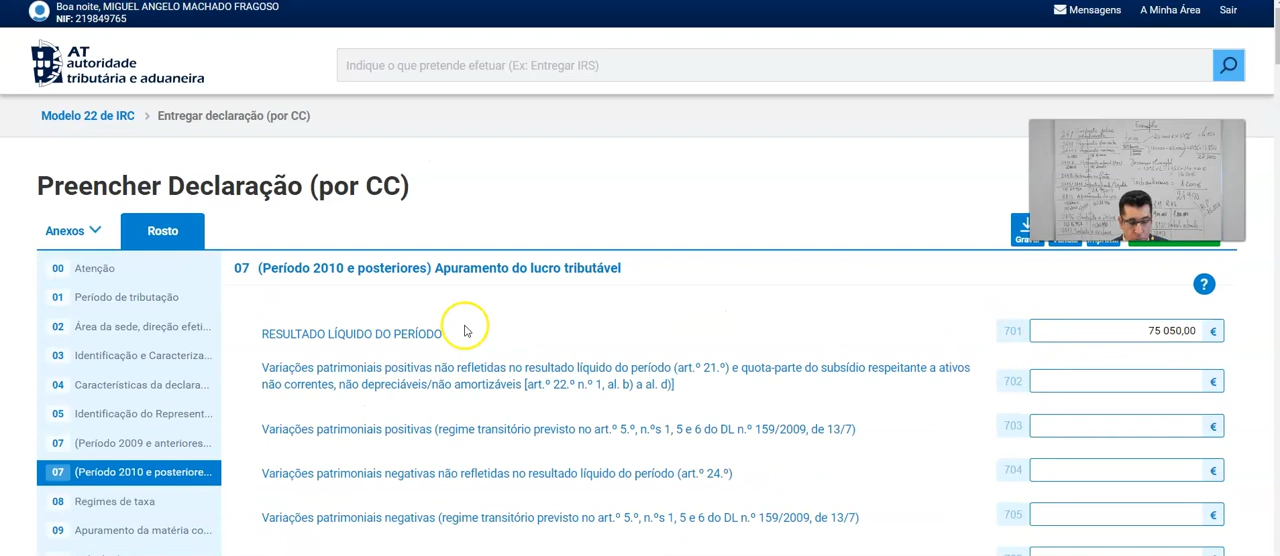 Boa noite, MIGUEL ANGELO MACHADO FRAGOSO
NIF: 219849765
Mensagens
A Minha Área
Sair
AT
autoridade
tributária e aduaneira
Indique o que pretende efetuar (Ex: Entregar IRS)
Modelo 22 de IRC > Entregar declaração (por CC)
Preencher Declaração (por CC)
Anexos
Rosto
00 Atenção
01 Período de tributação
02 Área da sede, direção efeti...
03 Identificação e Caracteriza...
04 Características da declara...
05 Identificação do Represent...
07 (Período 2009 e anteriores...
07 (Período 2010 e posteriore...
08 Regimes de taxa
09 Apuramento da matéria co...
07 (Período 2010 e posteriores) Apuramento do lucro tributável
?
RESULTADO LÍQUIDO DO PERÍODO
701 75 050,00 €
Variações patrimoniais positivas não refletidas no resultado líquido do período (art.º 21.º) e quota-parte do subsídio respeitante a ativos
não correntes, não depreciáveis/não amortizáveis [art.º 22.º n.º 1, al. b) a al. d)]
702 €
Variações patrimoniais positivas (regime transitório previsto no art.º 5.º, n.ºs 1, 5 e 6 do DL n.º 159/2009, de 13/7)
703 €
Variações patrimoniais negativas não refletidas no resultado líquido do período (art.º 24.º)
704 €
Variações patrimoniais negativas (regime transitório previsto no art.º 5.º, n.ºs 1, 5 e 6 do DL n.º 159/2009, de 13/7)
705 €